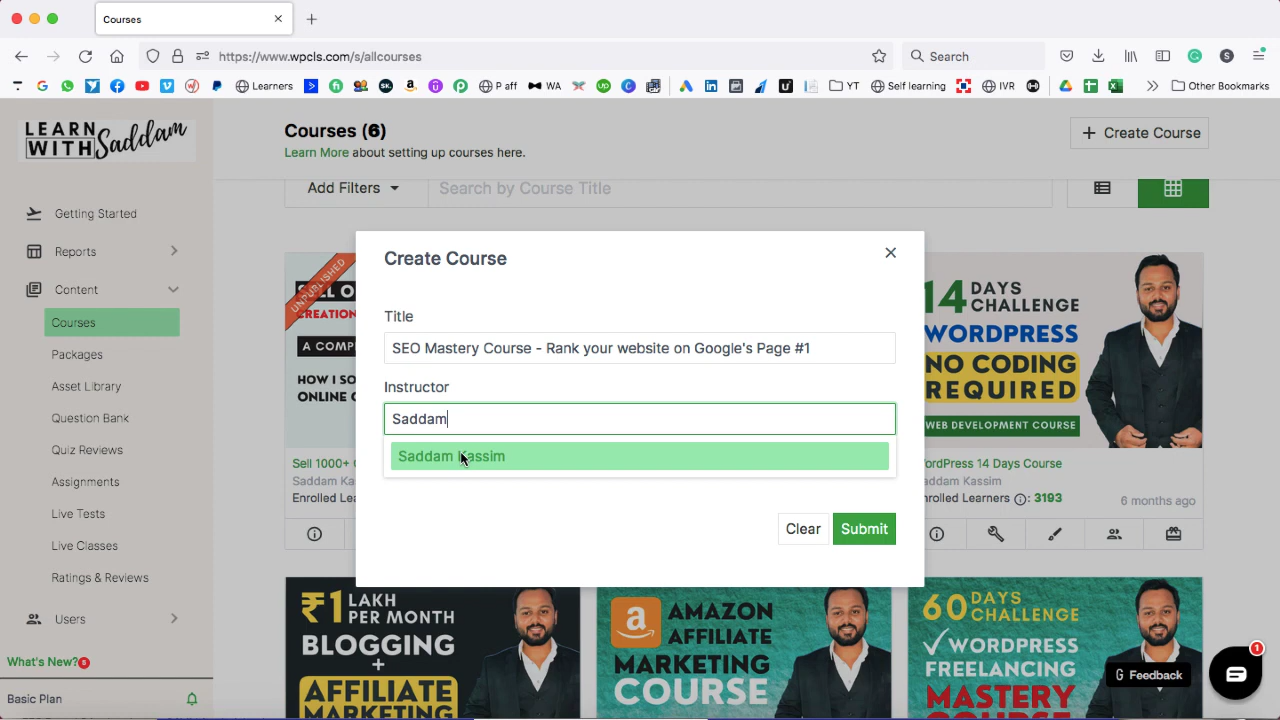 Courses
https://www.wpcls.com/s/allcourses
Search
Learners
P aff
WA
YT
Self learning
IVR
Other Bookmarks
LEARN
WITH Saddam
Getting Started
Reports
Content
Courses
Packages
Asset Library
Question Bank
Quiz Reviews
Assignments
Live Tests
Live Classes
Ratings & Reviews
Users
What's New?
Basic Plan
Courses (6)
Learn More about setting up courses here.
+ Create Course
Add Filters
Search by Course Title
Create Course
Title
SEO Mastery Course - Rank your website on Google's Page #1
Instructor
Saddam
Saddam Kassim
Clear
Submit
UNPUBLISHED
A COMP
HOW I SO
ONLINE
Sell 1000+
Saddam Ka
Enrolled Lea
14 DAYS
CHALLENGE
WORDPRESS
NO CODING
REQUIRED
WEB DEVELOPMENT COURSE
ordPress 14 Days Course
addam Kassim
nrolled Learners : 3193
6 months ago
₹1 LAKH
PER MONTH
BLOGGING
+
AFFILIATE
MARKETING
AMAZON
AFFILIATE
MARKETING
COURSE
60 DAYS
CHALLENGE
WORDPRESS
FREELANCING
MASTERY
COURSE
Feedback
1